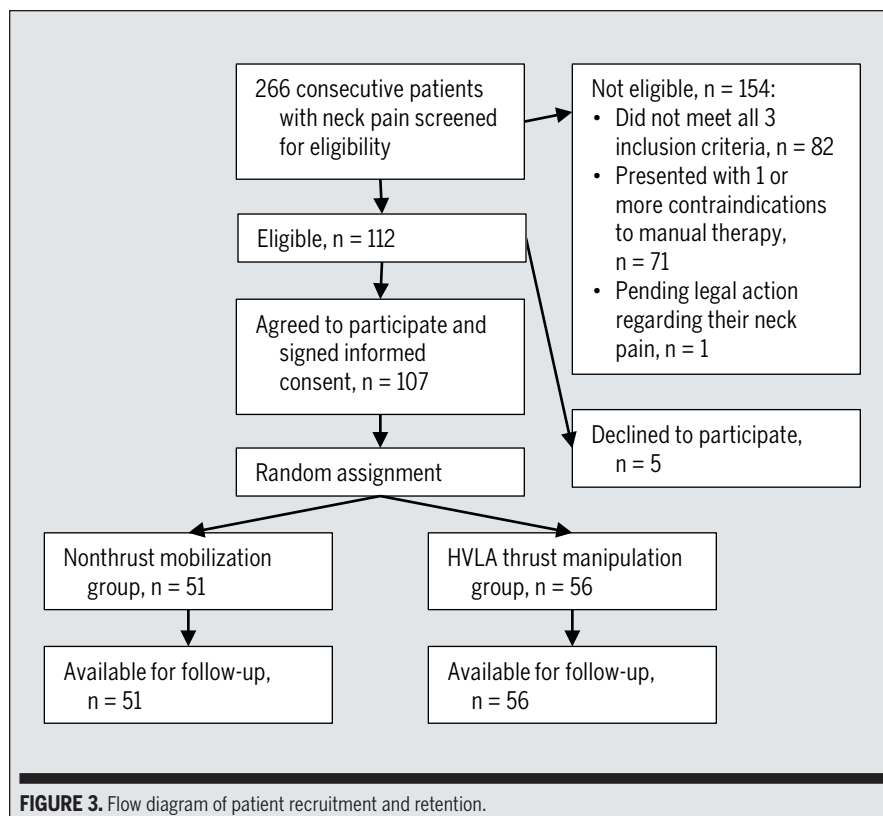 266 consecutive patients
with neck pain screened
for eligibility
Not eligible, n = 154:
• Did not meet all 3
inclusion criteria, n = 82
• Presented with 1 or
more contraindications
to manual therapy,
n = 71
• Pending legal action
regarding their neck
pain, n = 1
Eligible, n = 112
Agreed to participate and
signed informed
consent, n = 107
Declined to participate,
n = 5
Random assignment
Nonthrust mobilization
group, n = 51
HVLA thrust manipulation
group, n = 56
Available for follow-up,
n = 51
Available for follow-up,
n = 56
FIGURE 3. Flow diagram of patient recruitment and retention.